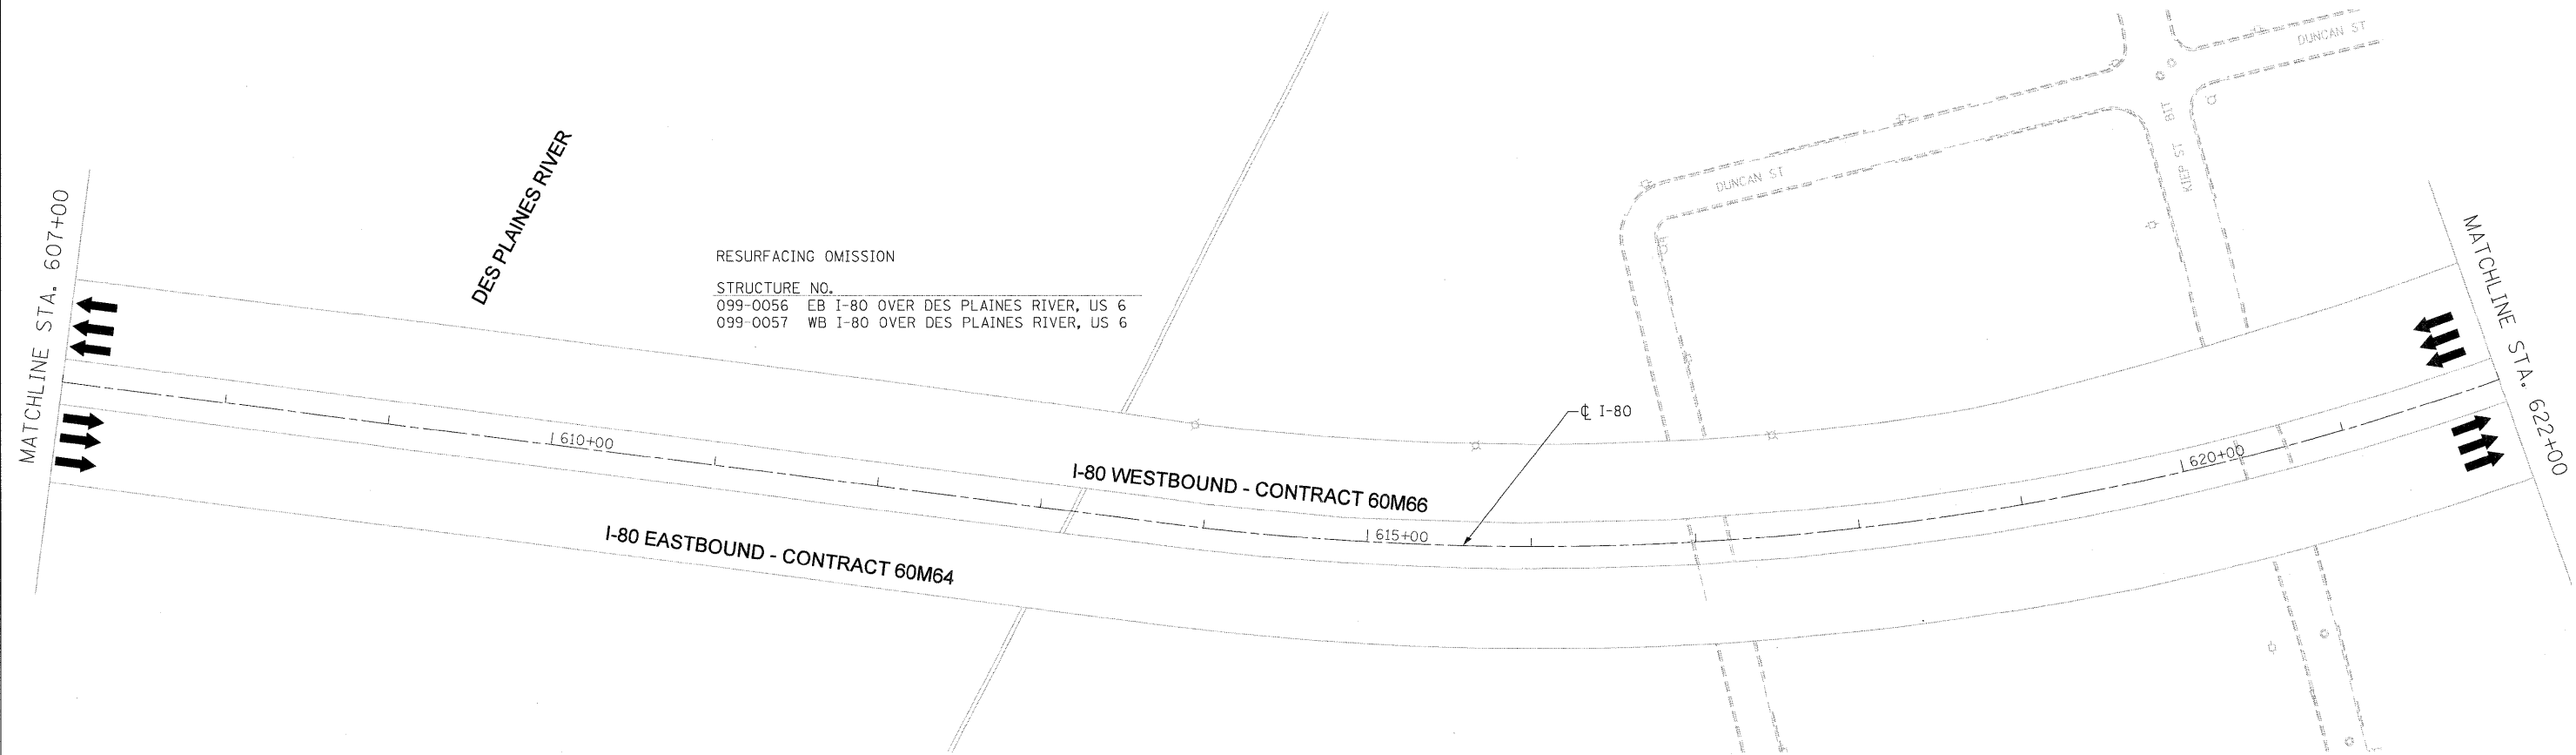 DUNCAN ST
BIT
KIEP ST
DUNCAN ST
MATCHLINE STA. 607+00
DES PLAINES RIVER
RESURFACING OMISSION
STRUCTURE NO.
099-0056 EB I-80 OVER DES PLAINES RIVER, US 6
099-0057 WB I-80 OVER DES PLAINES RIVER, US 6
MATCHLINE STA. 622+00
℄ I-80
610+00
I-80 WESTBOUND - CONTRACT 60M66
620+00
615+00
I-80 EASTBOUND - CONTRACT 60M64